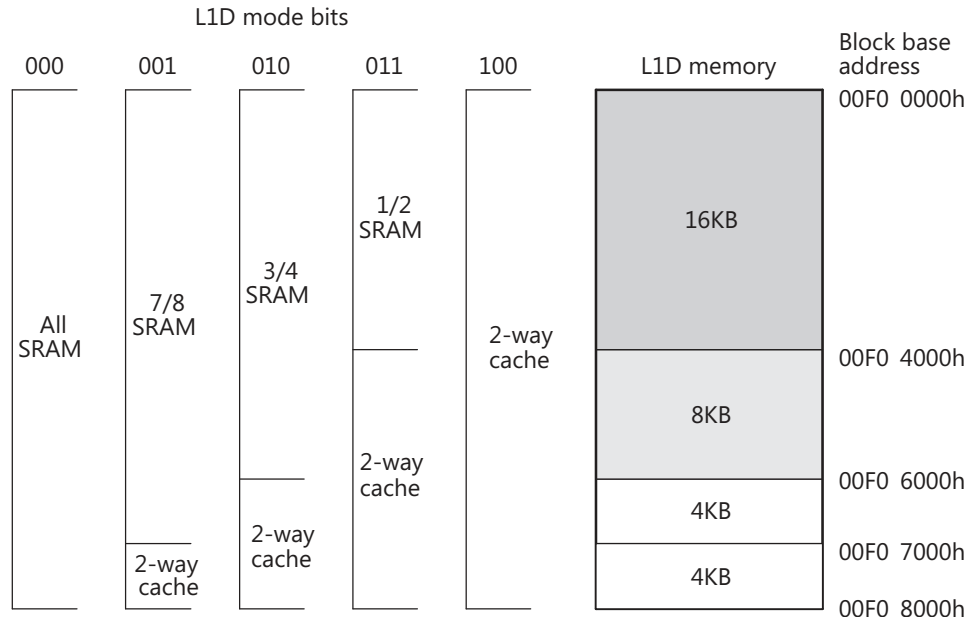 L1D mode bits
000 001 010 011 100 L1D memory Block base
address
00F0 0000h
1/2
SRAM
16KB
3/4
SRAM
7/8
SRAM
All
SRAM
2-way
cache
00F0 4000h
8KB
2-way
cache
00F0 6000h
4KB
2-way
cache
00F0 7000h
2-way
cache
4KB
00F0 8000h